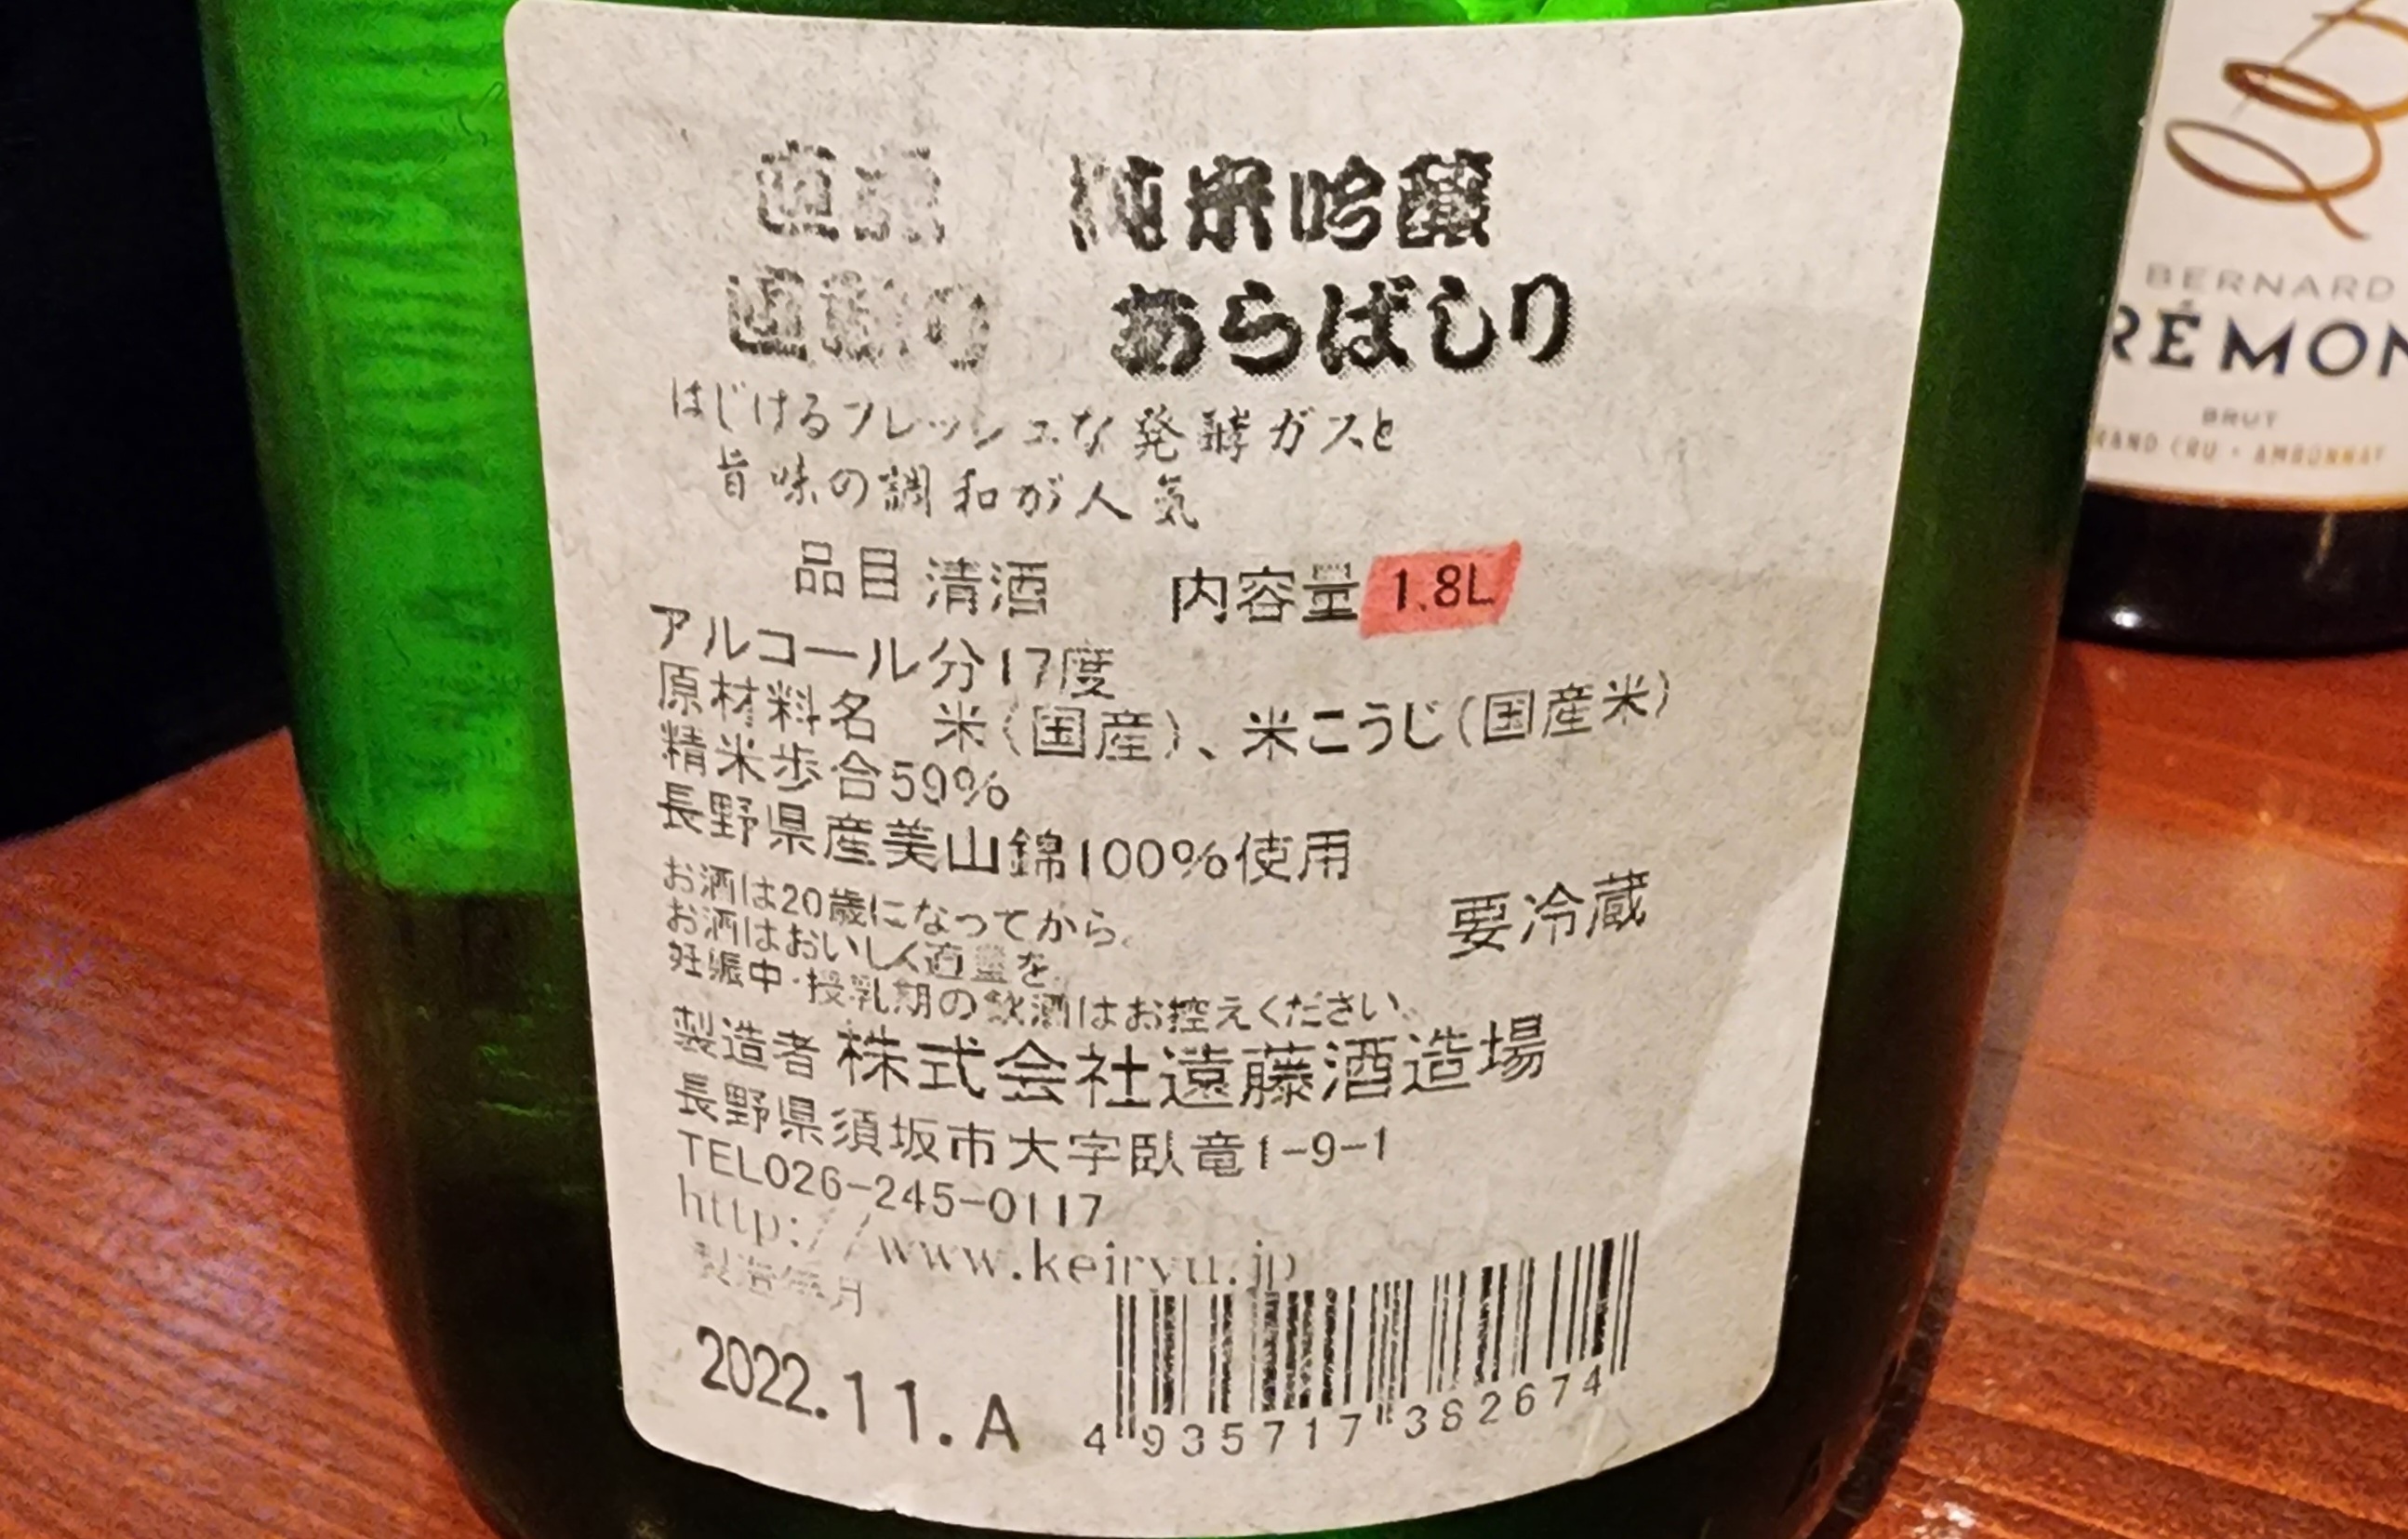 直汲 純米吟醸
直詰め あらばしり
はじけるフレッシュな発酵ガスと
旨味の調和が人気
品目 清酒 内容量 1.8L
アルコール分17度
原材料名 米(国産)、米こうじ(国産米)
精米歩合59%
長野県産美山錦100%使用
お酒は20歳になってから。
お酒はおいしく適量を。
要冷蔵
妊娠中・授乳期の飲酒はお控えください。
製造者 株式会社遠藤酒造場
長野県須坂市大字臥竜1-9-1
TEL026-245-0117
http://www.keiryu.jp
製造年月
2022.11.A
4 935717 382674
BERNARD
BRUT